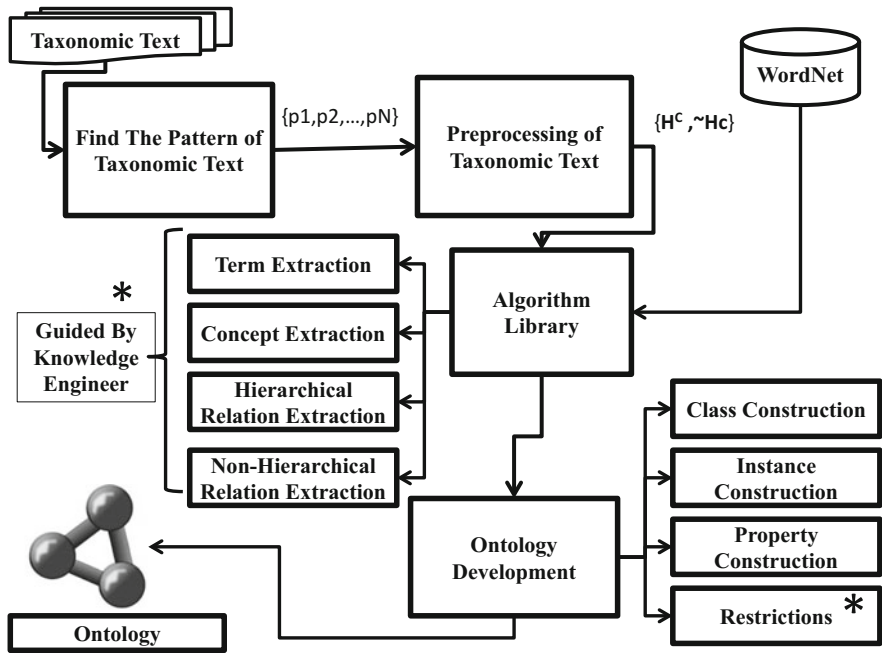 Taxonomic Text
WordNet
Find The Pattern of
Taxonomic Text
{p1,p2,...,pN}
Preprocessing of
Taxonomic Text
{H^C ,~Hc}
Term Extraction
Algorithm
Library
*
Guided By
Knowledge
Engineer
Concept Extraction
Hierarchical
Relation Extraction
Non-Hierarchical
Relation Extraction
Class Construction
Instance
Construction
Ontology
Development
Property
Construction
Restrictions *
Ontology